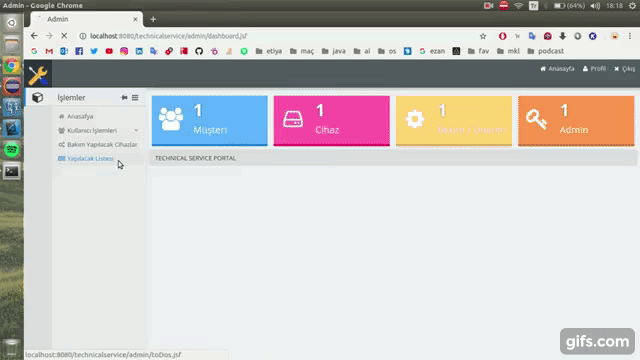 Admin - Google Chrome
Tr
(64%)
18:18
Admin
localhost:8080/technicalservice/admin/dashboard.jsf
etiya
maç
java
ai
os
ezan
fav
mkl
podcast
Anasayfa
Profil
Çıkış
İşlemler
Anasafya
Kullanıcı İşlemleri
Bakım Yapılacak Cihazlar
Yapılacak Listesi
1
Müşteri
1
Cihaz
1
1
Admin
TECHNICAL SERVICE PORTAL
localhost:8080/technicalservice/admin/toDos.jsf
gifs.com